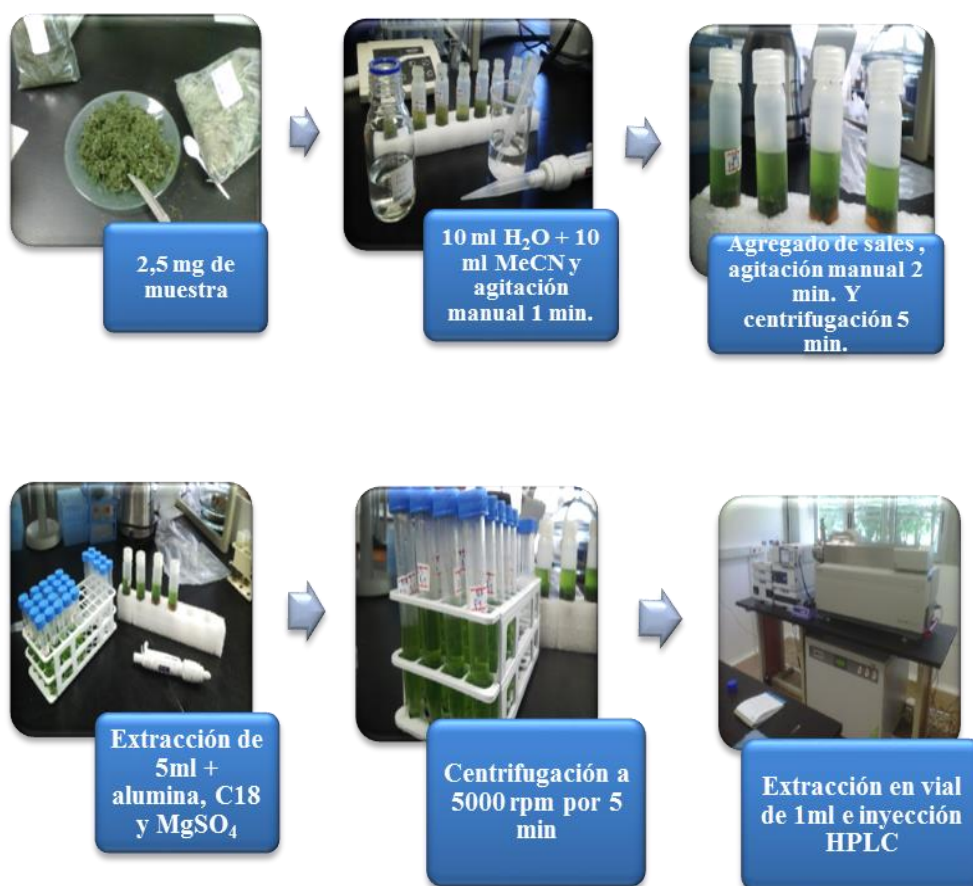 2,5 mg de
muestra
10 ml H₂O + 10
ml MeCN y
agitación
manual 1 min.
Agregado de sales ,
agitación manual 2
min. Y
centrifugación 5
min.
Extracción de
5ml +
alumina, C18
y MgSO₄
Centrifugación a
5000 rpm por 5
min
Extracción en vial
de 1ml e inyección
HPLC